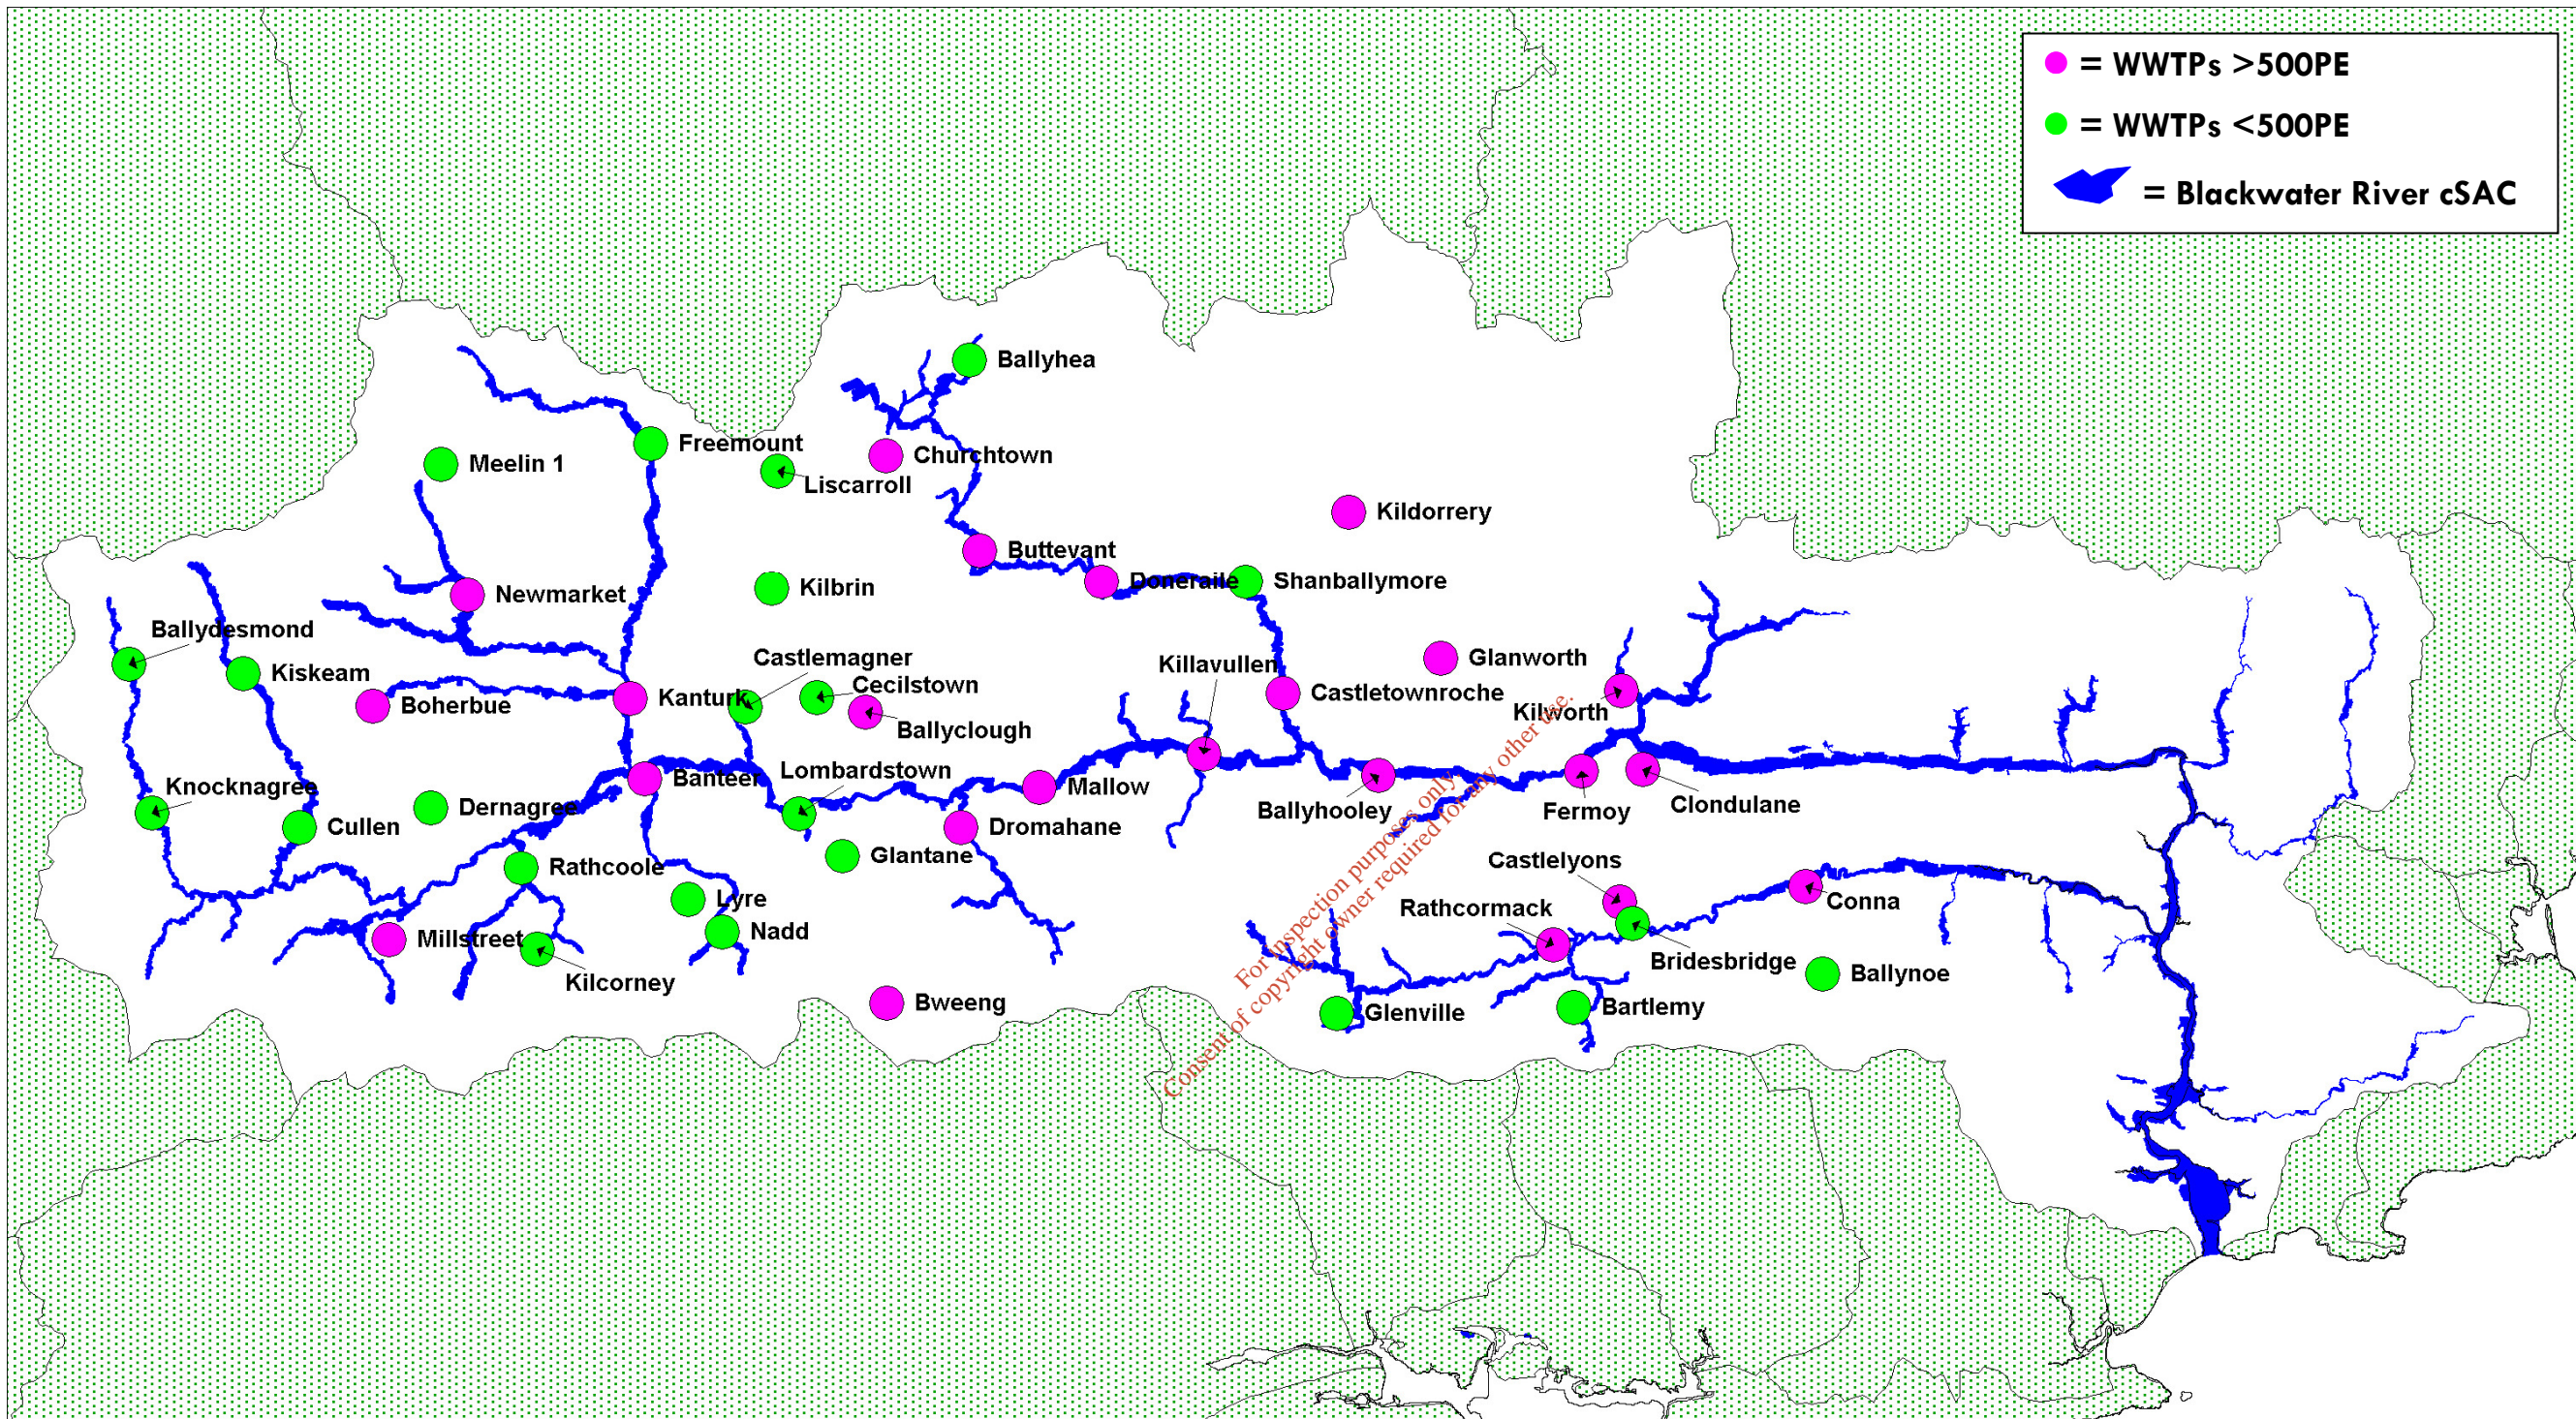 = WWTPs >500PE
= WWTPs <500PE
= Blackwater River cSAC
Ballyhea
Freemount
Churchtown
Meelin 1
Liscarroll
Kildorrery
Buttevant
Doneraile
Shanballymore
Kilbrin
Newmarket
Ballydesmond
Castlemagner
Killavullen
Glanworth
Kiskeam
Cecilstown
Castletownroche
Kanturk
Boherbue
Kilworth
Ballyclough
Lombardstown
Banteer
Knocknagree
Mallow
Clondulane
Dernagree
Ballyhooley
Fermoy
Cullen
Dromahane
Glantane
Castlelyons
Rathcoole
Lyre
Conna
Rathcormack
Nadd
Millstreet
Bridesbridge
Ballynoe
Kilcorney
Bweeng
Bartlemy
Glenville
For inspection purposes only.
Consent of copyright owner required for any other use.